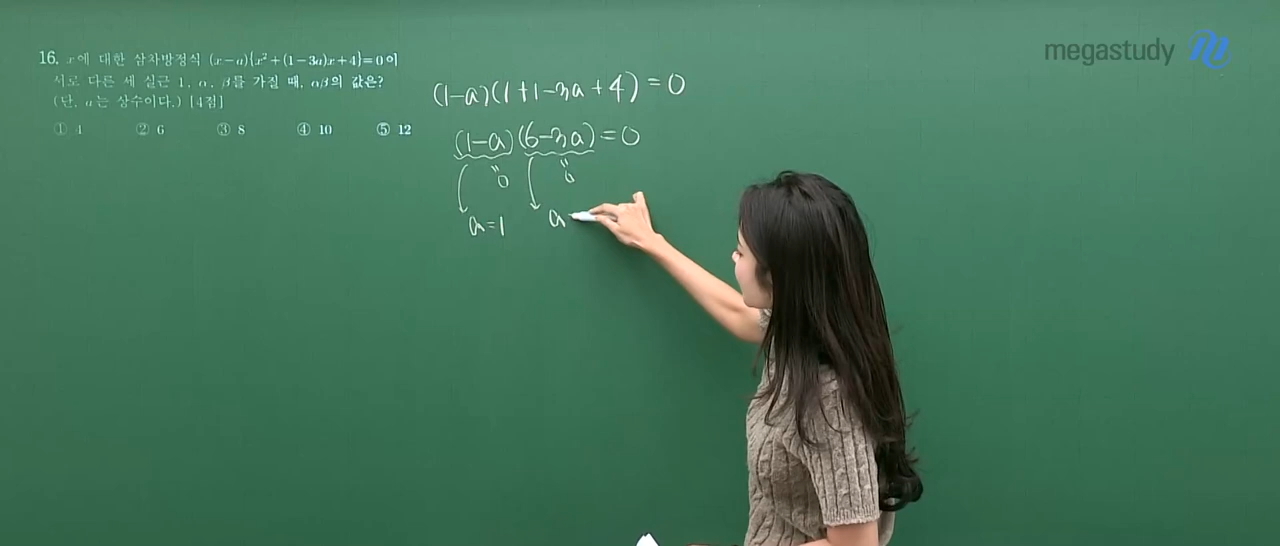 megastudy
16. x에 대한 삼차방정식 (x-a){x²+(1-3a)x+4}=0이
서로 다른 세 실근 1, α, β를 가질 때, αβ의 값은?
(단, a는 상수이다.) [4점]
① 4 ② 6 ③ 8 ④ 10 ⑤ 12
(1-a)(1+1-3a+4)=0
(1-a)(6-3a)=0
0 0
a=1 a